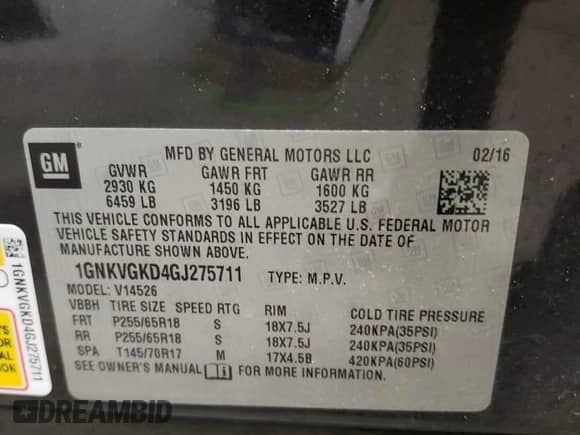 GM
®
MFD BY GENERAL MOTORS LLC 02/16
GVWR GAWR FRT GAWR RR
2930 KG 1450 KG 1600 KG
6459 LB 3196 LB 3527 LB
THIS VEHICLE CONFORMS TO ALL APPLICABLE U.S. FEDERAL MOTOR
VEHICLE SAFETY STANDARDS IN EFFECT ON THE DATE OF
MANUFACTURE SHOWN ABOVE.
1GNKVGKD4GJ275711 TYPE: M.P.V.
MODEL: V14526
VBBH TIRE SIZE SPEED RTG RIM COLD TIRE PRESSURE
FRT P255/65R18 S 18X7.5J 240KPA(35PSI)
RR P255/65R18 S 18X7.5J 240KPA(35PSI)
SPA T145/70R17 M 17X4.5B 420KPA(60PSI)
SEE OWNER'S MANUAL FOR MORE INFORMATION.
1GNKVGKD4GJ275711
DREAMBID